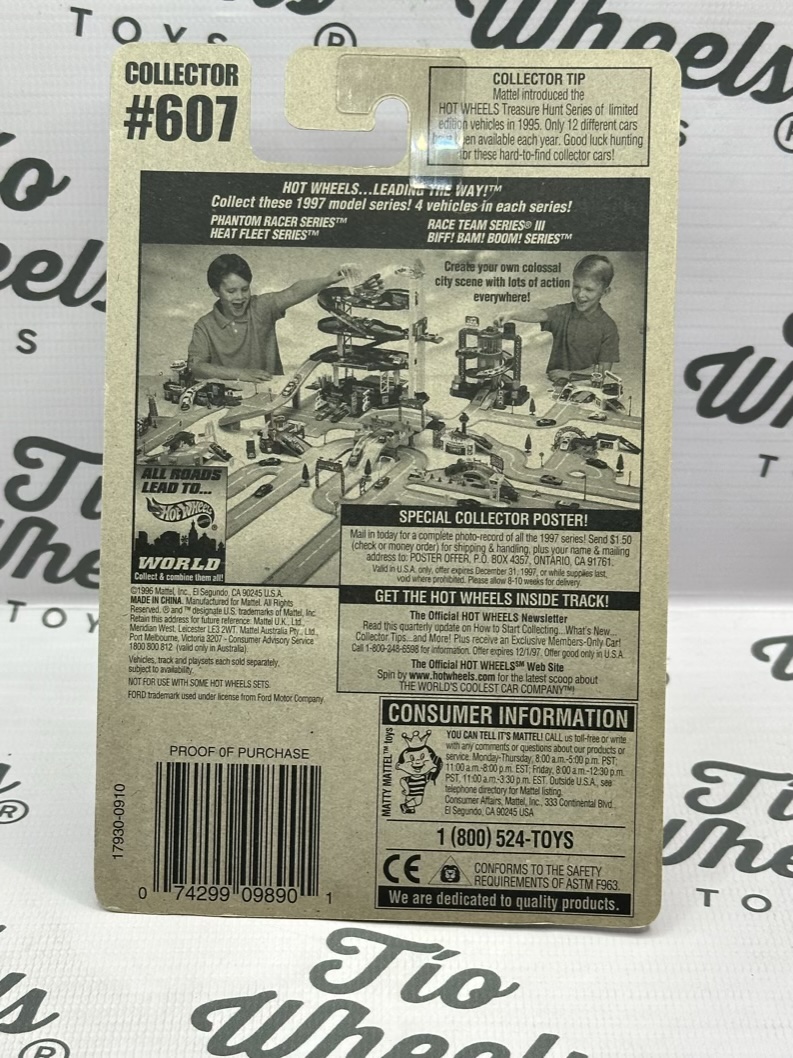 COLLECTOR
#607
COLLECTOR TIP
Mattel introduced the
HOT WHEELS Treasure Hunt Series of limited
edition vehicles in 1995. Only 12 different cars
en available each year. Good luck hunting
for these hard-to-find collector cars!
HOT WHEELS...LEADING THE WAY!™
Collect these 1997 model series! 4 vehicles in each series!
PHANTOM RACER SERIES™
HEAT FLEET SERIES™
RACE TEAM SERIES® III
BIFF! BAM! BOOM! SERIES™
Create your own colossal
city scene with lots of action
everywhere!
ALL ROADS
LEAD TO...
Hot Wheels
WORLD
Collect & combine them all!
SPECIAL COLLECTOR POSTER!
Mail in today for a complete photo-record of all the 1997 series! Send $1.50
(check or money order) for shipping & handling, plus your name & mailing
address to: POSTER OFFER, P.O. BOX 4357, ONTARIO, CA 91761.
Valid in U.S.A. only, offer expires December 31, 1997, or while supplies last,
void where prohibited. Please allow 8-10 weeks for delivery.
GET THE HOT WHEELS INSIDE TRACK!
The Official HOT WHEELS Newsletter
Read this quarterly update on How to Start Collecting...What's New...
Collector Tips...and More! Plus receive an Exclusive Members-Only Car!
Call 1-800-248-6598 for information. Offer expires 12/1/97. Offer good only in U.S.A.
The Official HOT WHEELS℠ Web Site
Spin by www.hotwheels.com for the latest scoop about
THE WORLD'S COOLEST CAR COMPANY™!
©1996 Mattel, Inc., El Segundo, CA 90245 U.S.A.
MADE IN CHINA. Manufactured for Mattel. All Rights
Reserved. ® and ™ designate U.S. trademarks of Mattel, Inc.
Retain this address for future reference: Mattel U.K., Ltd.,
Meridian West, Leicester LE3 2WT. Mattel Australia Pty., Ltd.,
Port Melbourne, Victoria 3207 - Consumer Advisory Service
1800 800 812 (valid only in Australia).
Vehicles, track and playsets each sold separately,
subject to availability.
NOT FOR USE WITH SOME HOT WHEELS SETS.
FORD trademark used under license from Ford Motor Company.
CONSUMER INFORMATION
MATTY MATTEL™ toys
YOU CAN TELL IT'S MATTEL! CALL us toll-free or write
with any comments or questions about our products or
service. Monday-Thursday, 8:00 a.m.-5:00 p.m. PST,
11:00 a.m.-8:00 p.m. EST; Friday, 8:00 a.m.-12:30 p.m.
PST, 11:00 a.m.-3:30 p.m. EST. Outside U.S.A., see
telephone directory for Mattel listing.
Consumer Affairs, Mattel, Inc., 333 Continental Blvd.,
El Segundo, CA 90245 USA
1 (800) 524-TOYS
CE
CONFORMS TO THE SAFETY
REQUIREMENTS OF ASTM F963.
We are dedicated to quality products.
PROOF OF PURCHASE
17930-0910
0 74299 09890 1
Tio
Wheels
TOYS ®